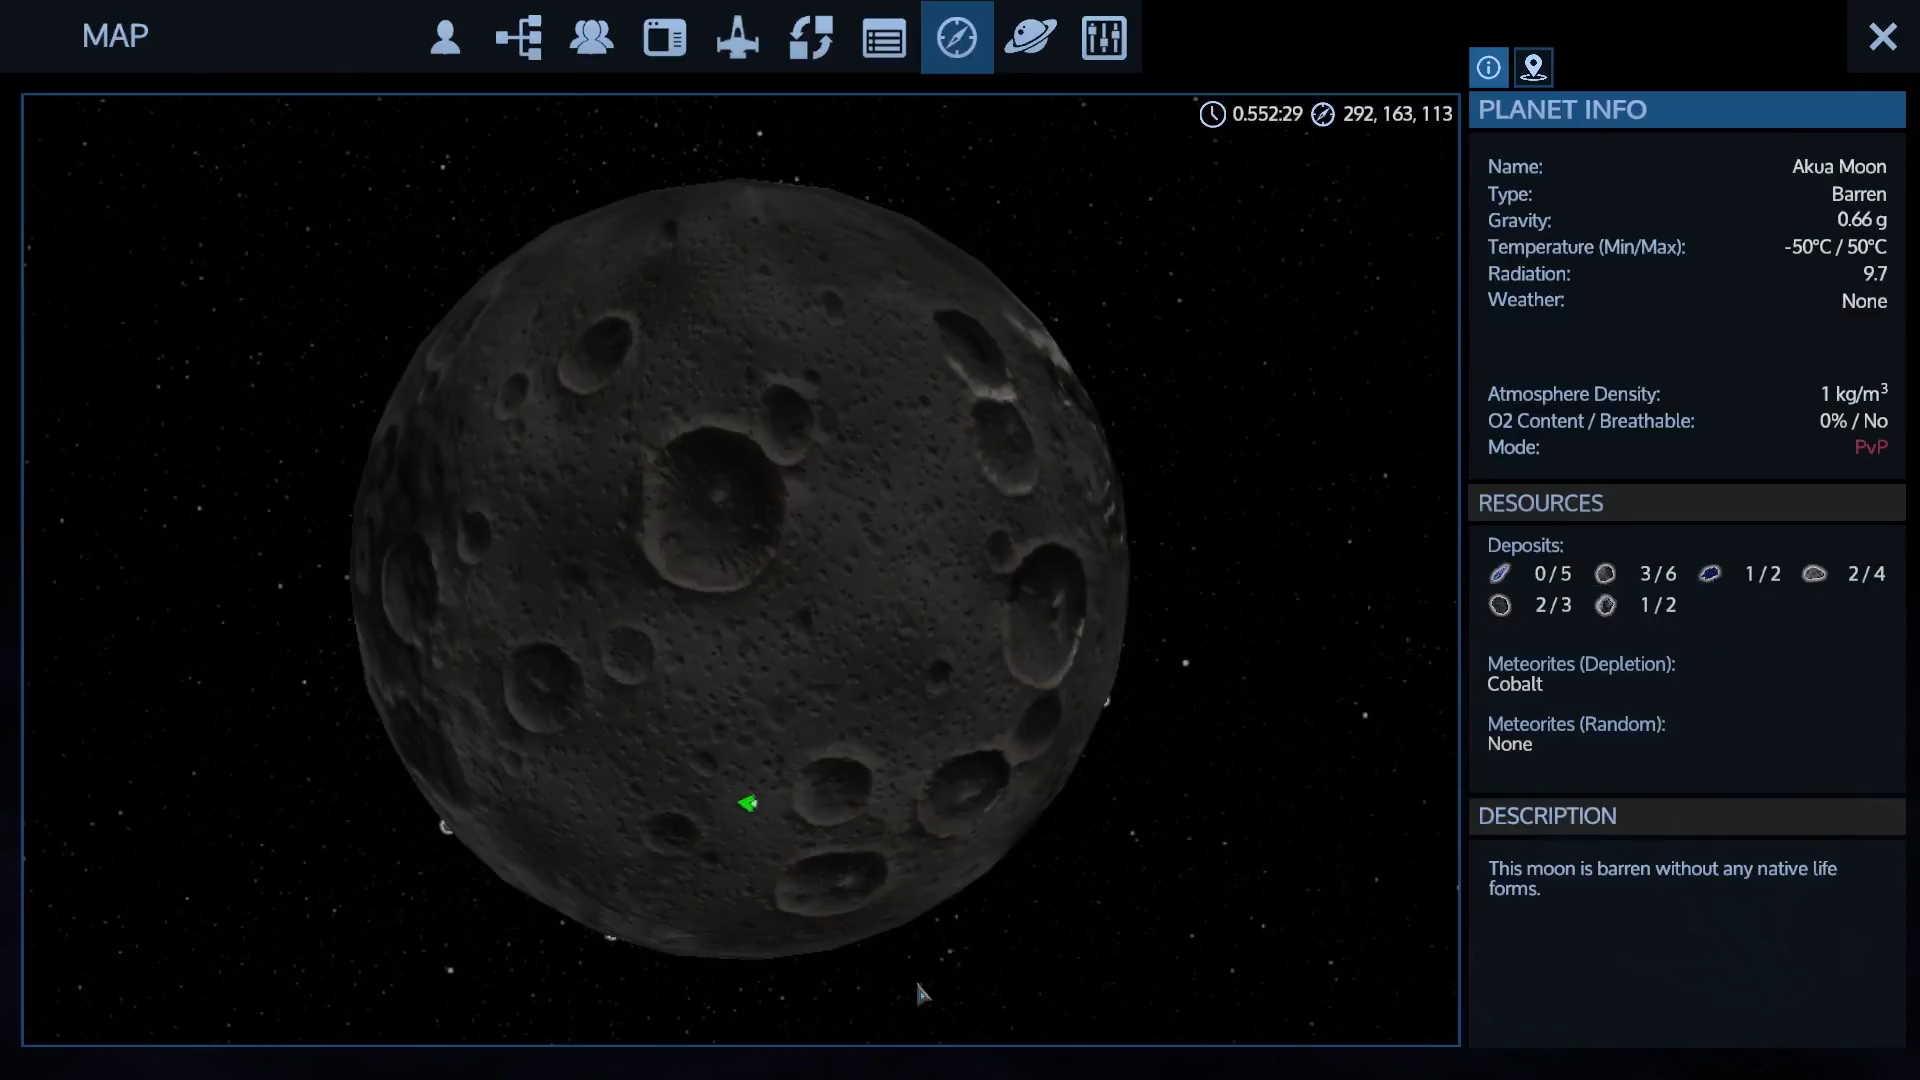 MAP
0.552:29 292, 163, 113
PLANET INFO
Name: Akua Moon
Type: Barren
Gravity: 0.66 g
Temperature (Min/Max): -50°C / 50°C
Radiation: 9.7
Weather: None
Atmosphere Density: 1 kg/m³
O2 Content / Breathable: 0% / No
Mode: PvP
RESOURCES
Deposits:
0 / 5 3 / 6 1 / 2 2 / 4
2 / 3 1 / 2
Meteorites (Depletion):
Cobalt
Meteorites (Random):
None
DESCRIPTION
This moon is barren without any native life
forms.